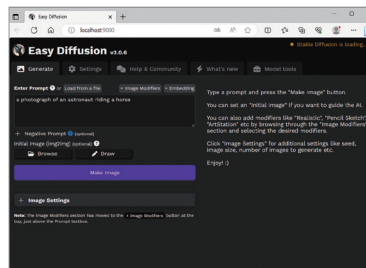 Easy Diffusion
localhost:9000
Easy Diffusion v3.0.6
Stable Diffusion is loading.
Generate Settings Help & Community What's new Model tools
Enter Prompt or Load from a file + Image Modifiers + Embedding
a photograph of an astronaut riding a horse
+ Negative Prompt (optional)
Initial Image (img2img) (optional)
Browse Draw
Make Image
+ Image Settings
Note: the Image Modifiers section has moved to the + Image Modifiers button at the
top, just above the Prompt textbox.
Type a prompt and press the "Make image" button.
You can set an "Initial Image" if you want to guide the AI.
You can also add modifiers like "Realistic", "Pencil Sketch",
"ArtStation" etc by browsing through the "Image Modifiers"
section and selecting the desired modifiers.
Click "Image Settings" for additional settings like seed,
image size, number of images to generate etc.
Enjoy! :)